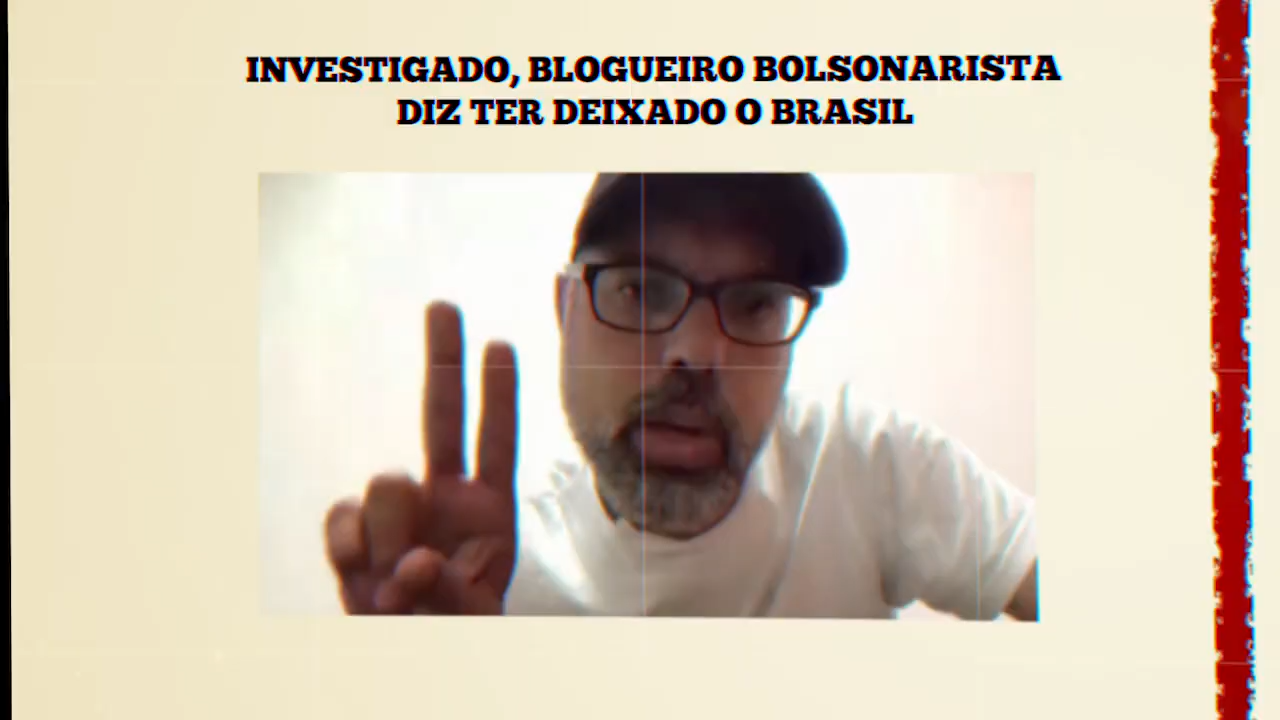 INVESTIGADO, BLOGUEIRO BOLSONARISTA
DIZ TER DEIXADO O BRASIL